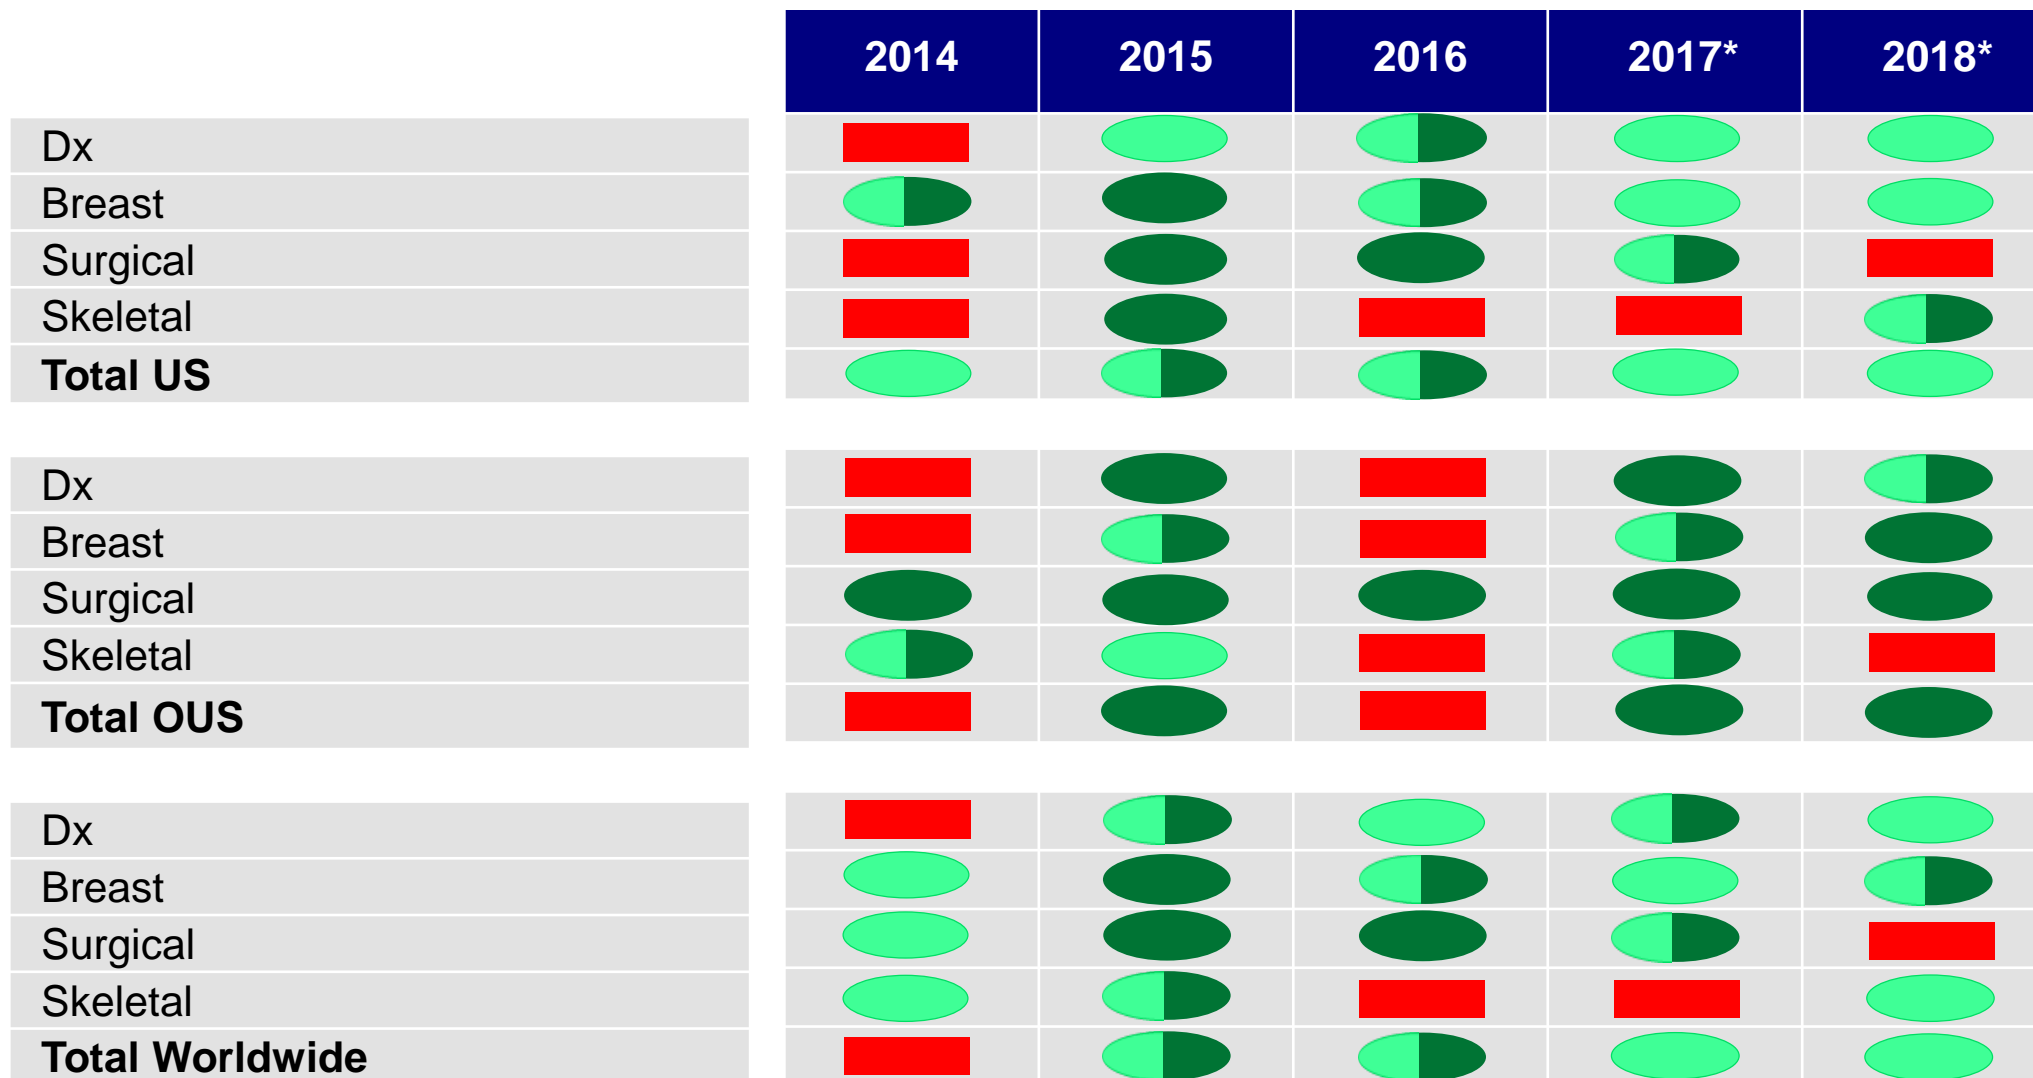 2014 2015 2016 2017* 2018*
Dx
Breast
Surgical
Skeletal
Total US
Dx
Breast
Surgical
Skeletal
Total OUS
Dx
Breast
Surgical
Skeletal
Total Worldwide